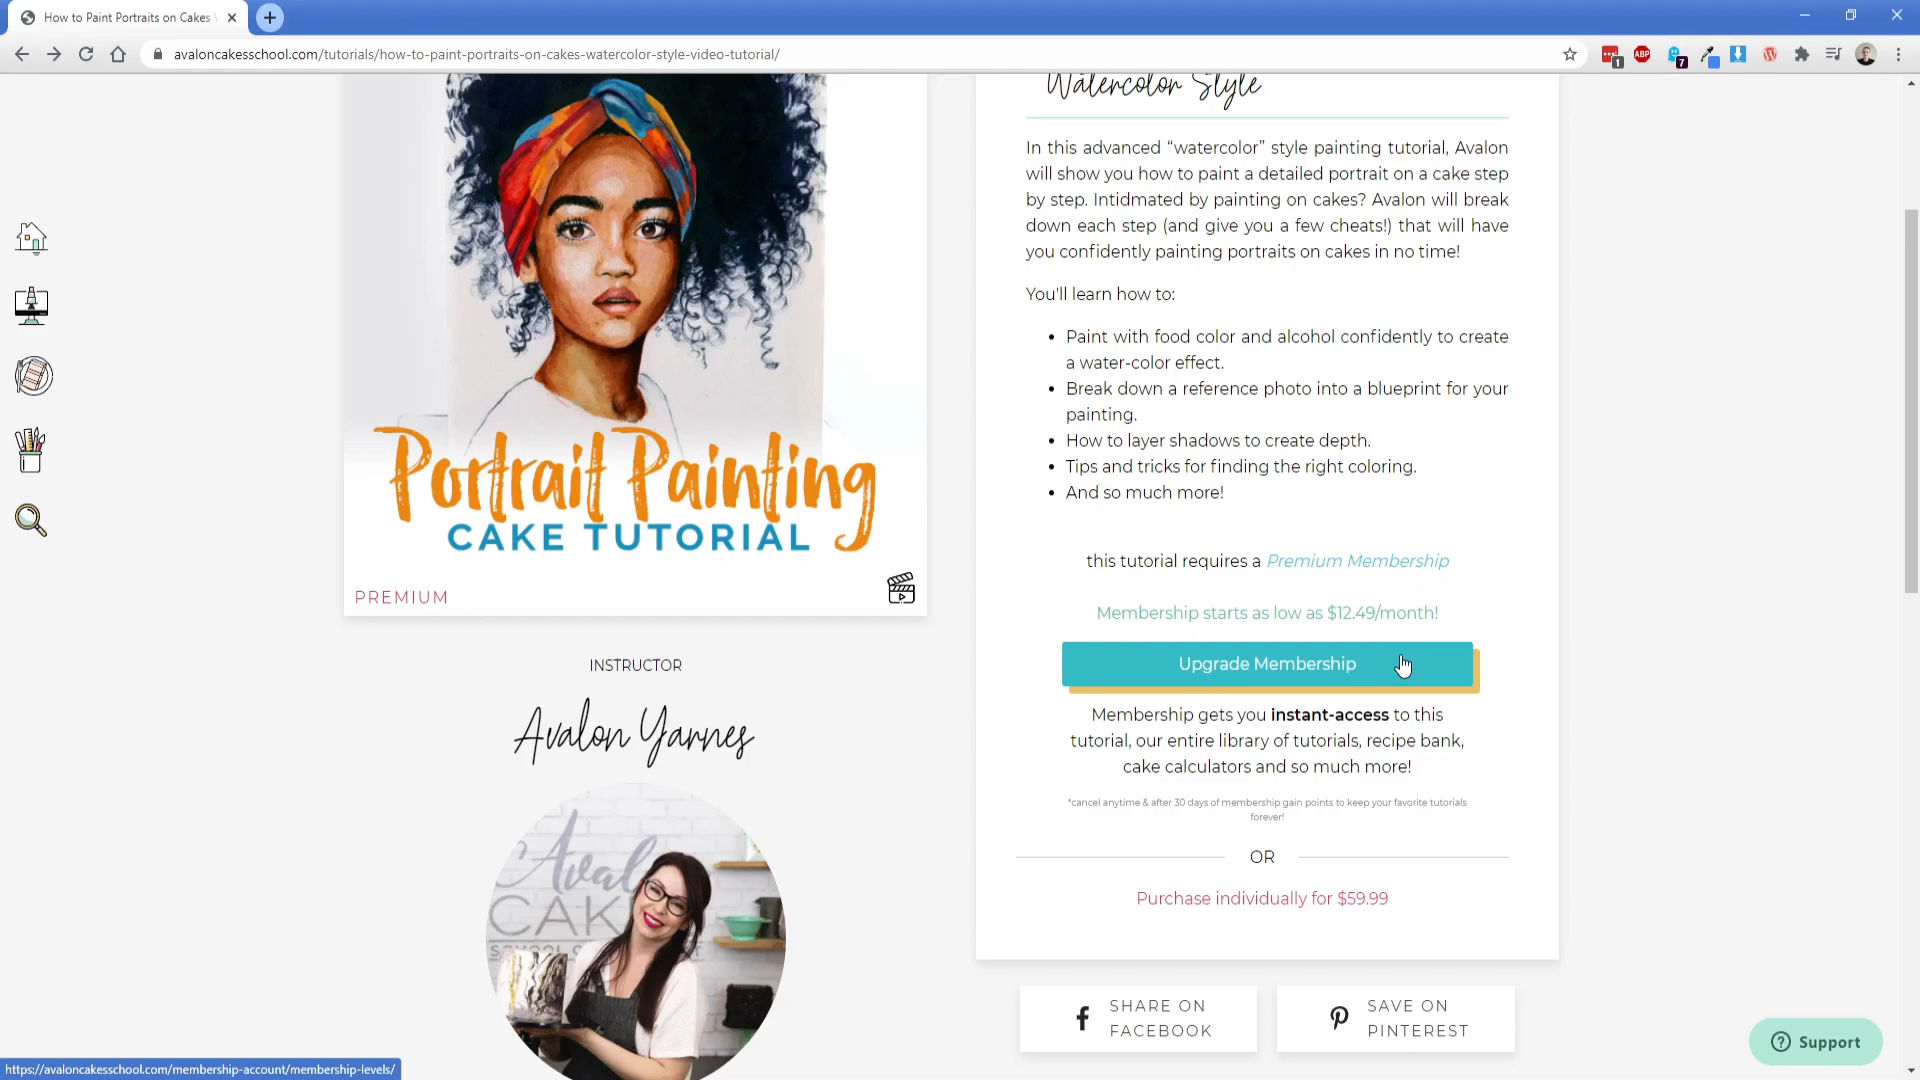 How to Paint Portraits on Cakes
avaloncakesschool.com/tutorials/how-to-paint-portraits-on-cakes-watercolor-style-video-tutorial/
1
ABP
7
Watercolor Style
In this advanced “watercolor” style painting tutorial, Avalon
will show you how to paint a detailed portrait on a cake step
by step. Intidmated by painting on cakes? Avalon will break
down each step (and give you a few cheats!) that will have
you confidently painting portraits on cakes in no time!
You'll learn how to:
Paint with food color and alcohol confidently to create
a water-color effect.
Break down a reference photo into a blueprint for your
painting.
How to layer shadows to create depth.
Tips and tricks for finding the right coloring.
And so much more!
Portrait Painting
CAKE TUTORIAL
PREMIUM
this tutorial requires a Premium Membership
Membership starts as low as $12.49/month!
Upgrade Membership
Membership gets you instant-access to this
tutorial, our entire library of tutorials, recipe bank,
cake calculators and so much more!
*cancel anytime & after 30 days of membership gain points to keep your favorite tutorials
forever!
OR
Purchase individually for $59.99
INSTRUCTOR
Avalon Yarnes
SHARE ON
FACEBOOK
SAVE ON
PINTEREST
Support
https://avaloncakesschool.com/membership-account/membership-levels/